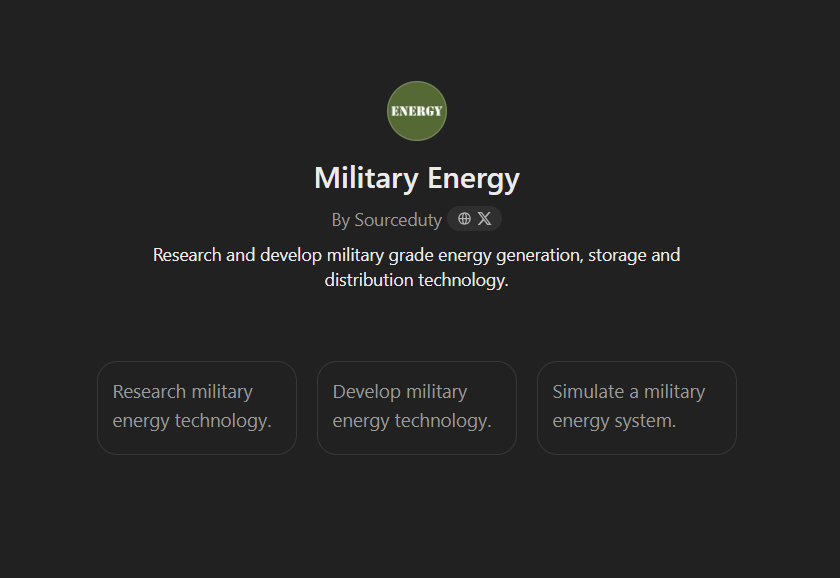 ENERGY
Military Energy
By Sourceduty
Research and develop military grade energy generation, storage and
distribution technology.
Research military
energy technology.
Develop military
energy technology.
Simulate a military
energy system.